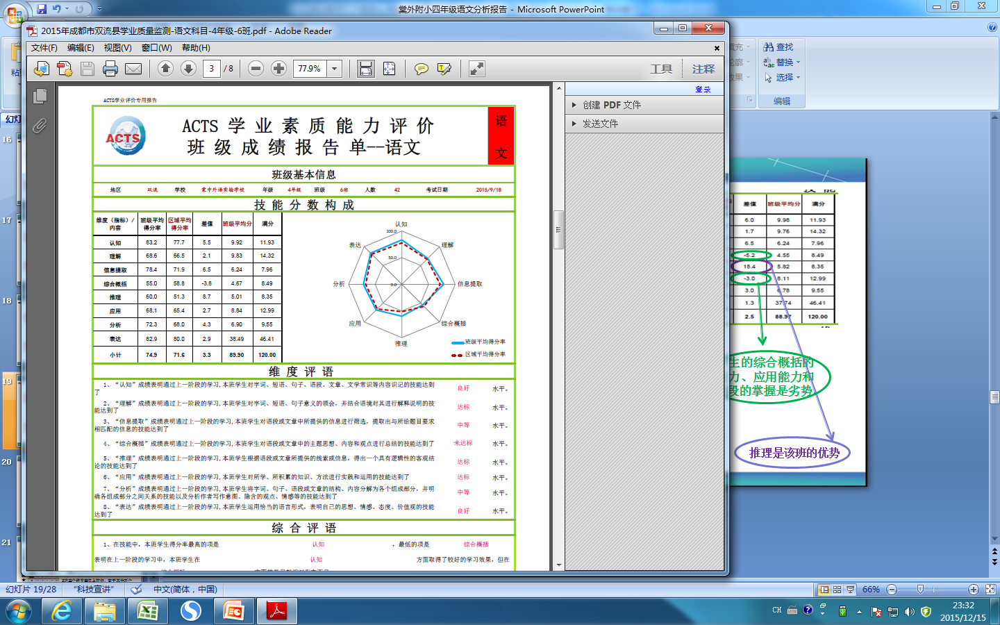 棠外附小四年级语文分析报告 - Microsoft PowerPoint
2015年成都市双流县学业质量监测-语文科目-4年级-6班.pdf - Adobe Reader
文件(F) 编辑(E) 视图(V) 窗口(W) 帮助(H)
3 / 8 77.9% 工具 注释
登录
创建 PDF 文件
发送文件
查找
替换
选择
编辑
ACTS学业评价专用报告
ACTS
ACTS 学 业 素 质 能 力 评 价
班 级 成 绩 报 告 单--语文
语
文
班级基本信息
地区 双流 学校 棠中外语实验学校 年级 4年级 班级 6班 人数 42 考试日期 2015/9/18
技 能 分 数 构 成
维度（指标）/内容 班级平均得分率 区域平均得分率 差值 班级平均分 满分
认知 83.2 77.7 5.5 9.92 11.93
理解 68.6 66.5 2.1 9.83 14.32
信息提取 78.4 71.9 6.5 6.24 7.96
综合概括 55.0 58.8 -3.8 4.67 8.49
推理 60.0 51.3 8.7 5.01 8.35
应用 68.1 65.4 2.7 8.84 12.99
分析 72.3 68.0 4.3 6.90 9.55
表达 82.9 80.0 2.9 38.49 46.41
小计 74.9 71.6 3.3 89.90 120.00
认知
100.0
表达 理解
50.0
分析 0.0 信息提取
应用 综合概括
推理
班级平均得分率
区域平均得分率
维 度 评 语
1、“认知”成绩表明通过上一阶段的学习,本班学生对字词、短语、句子、语段、文章、文学常识等内容识记的技能达到
了 良好 水平。
2、“理解”成绩表明通过上一阶段的学习,本班学生对字词、短语、句子意义的领会，并结合语境对其进行解释说明的技
能达到了 达标 水平。
3、“信息提取”成绩表明通过上一阶段的学习,本班学生对语段或文章中所提供的信息进行筛选，提取出与所给题目要求
相匹配的信息的技能达到了 中等 水平。
4、“综合概括”成绩表明通过上一阶段的学习,本班学生对语段或文章中的主题思想、内容和观点进行总结的技能达到了 未达标 水平。
5、“推理”成绩表明通过上一阶段的学习,本班学生根据语段或文章所提供的线索或信息，得出一个具有逻辑性的客观结
论的技能达到了 达标 水平。
6、“应用”成绩表明通过上一阶段的学习,本班学生对所学、所积累的知识、方法进行实践和运用的技能达到了 达标 水平。
7、“分析”成绩表明通过上一阶段的学习,本班学生将字词、句子、语段或文章的结构、内容分解为各个组成部分，并明
确各组成部分之间关系的技能以及分析作者写作意图、隐含的观点、情感等的技能达到了 中等 水平。
8、“表达”成绩表明通过上一阶段的学习,本班学生运用恰当的语言形式，表明自己的思想、情感、态度、价值观的技能
达到了 良好 水平。
综 合 评 语
1、在技能中，本班学生得分率最高的项是 认知 ，最低的项是 综合概括
表明在上一阶段的学习中，本班学生在 认知 方面取得了较好的学习效果，但在
差值 班级平均分 满分
6.0 9.98 11.93
1.7 9.76 14.32
6.5 6.24 7.96
-5.2 4.55 8.49
18.4 5.82 8.35
-3.0 8.11 12.99
3.0 6.78 9.55
1.3 37.74 46.41
2.5 88.97 120.00
生的综合概括的
力、应用能力和
段的掌握是劣势
推理是该班的优势
16
17
18
19
20
21
幻灯片 19/28 “科技宣讲” 中文(简体，中国) 66%
CH 23:32
2015/12/15